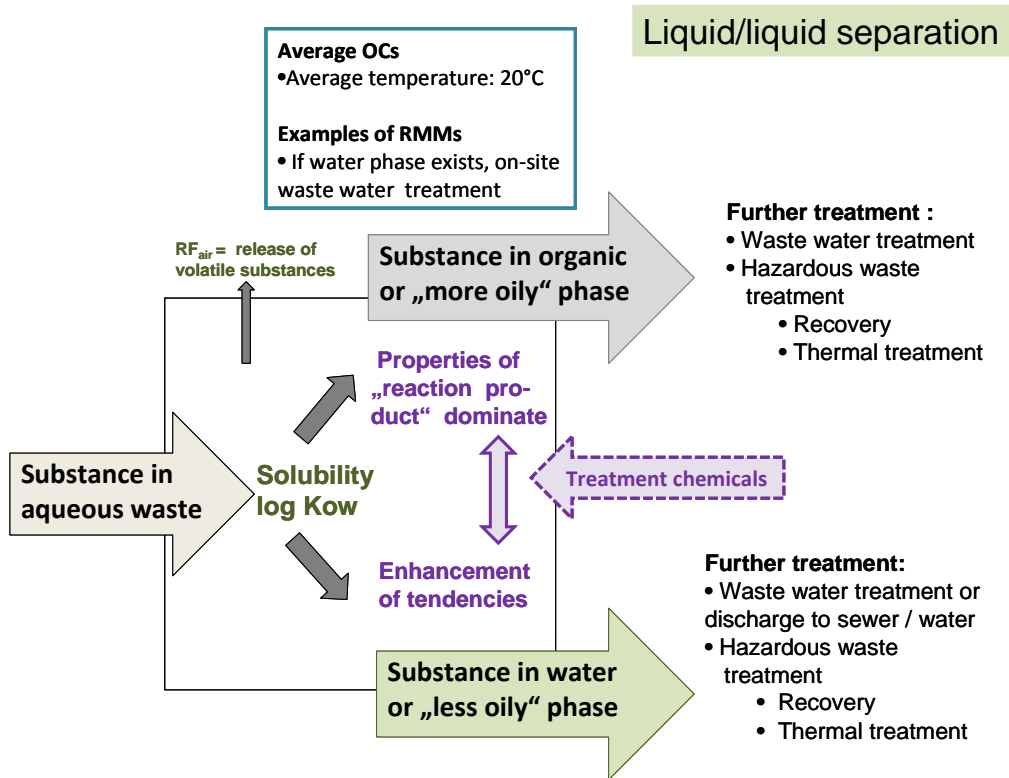 Liquid/liquid separation
Average OCs
•Average temperature: 20°C
Examples of RMMs
• If water phase exists, on-site
waste water treatment
RFair = release of
volatile substances
Substance in organic
or „more oily“ phase
Further treatment :
• Waste water treatment
• Hazardous waste
treatment
• Recovery
• Thermal treatment
Properties of
„reaction pro-
duct“ dominate
Substance in
aqueous waste
Solubility
log Kow
Treatment chemicals
Enhancement
of tendencies
Substance in water
or „less oily“ phase
Further treatment:
• Waste water treatment or
discharge to sewer / water
• Hazardous waste
treatment
• Recovery
• Thermal treatment